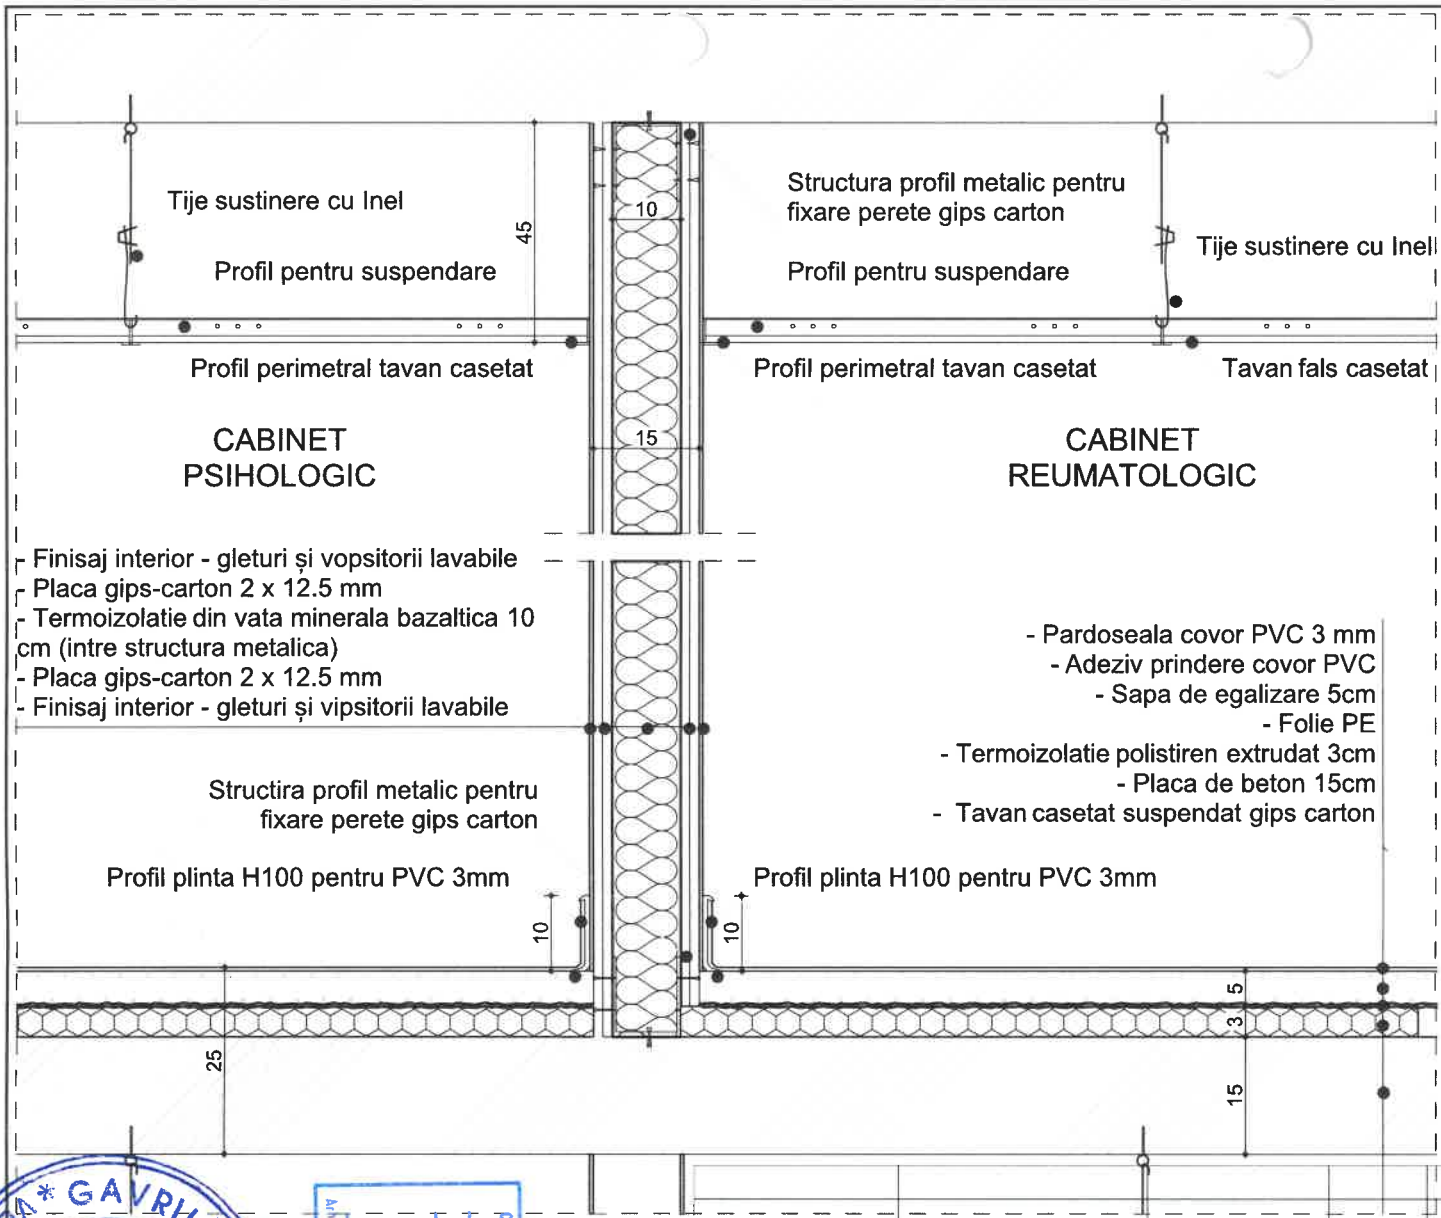 Tije sustinere cu Inel
Profil pentru suspendare
45
10
Structura profil metalic pentru
fixare perete gips carton
Profil pentru suspendare
Tije sustinere cu Inel
Profil perimetral tavan casetat
Profil perimetral tavan casetat
Tavan fals casetat
CABINET
PSIHOLOGIC
15
CABINET
REUMATOLOGIC
- Finisaj interior - gleturi și vopsitorii lavabile
- Placa gips-carton 2 x 12.5 mm
- Termoizolatie din vata minerala bazaltica 10
cm (intre structura metalica)
- Placa gips-carton 2 x 12.5 mm
- Finisaj interior - gleturi și vipsitorii lavabile
- Pardoseala covor PVC 3 mm
- Adeziv prindere covor PVC
- Sapa de egalizare 5cm
- Folie PE
- Termoizolatie polistiren extrudat 3cm
- Placa de beton 15cm
- Tavan casetat suspendat gips carton
Structira profil metalic pentru
fixare perete gips carton
Profil plinta H100 pentru PVC 3mm
Profil plinta H100 pentru PVC 3mm
10
10
5
3
25
15
* GAVRIL